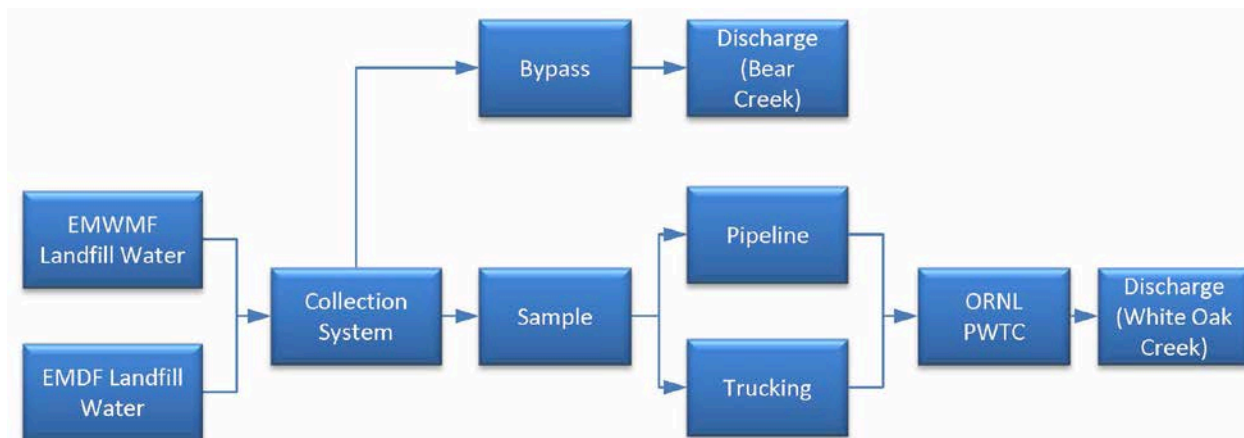 Bypass
Discharge
(Bear
Creek)
EMWMF
Landfill Water
EMDF Landfill
Water
Collection
System
Sample
Pipeline
Trucking
ORNL
PWTC
Discharge
(White Oak
Creek)